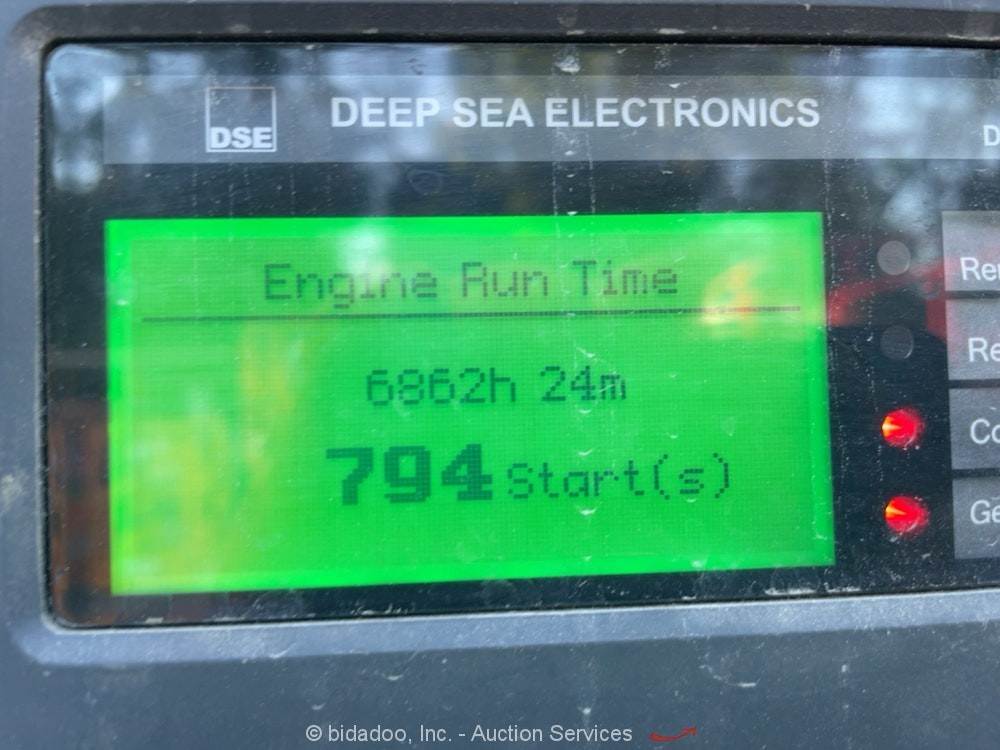 DSE
DEEP SEA ELECTRONICS
Engine Run Time
6862h 24m
794 Start(s)
© bidadoo, Inc. - Auction Services